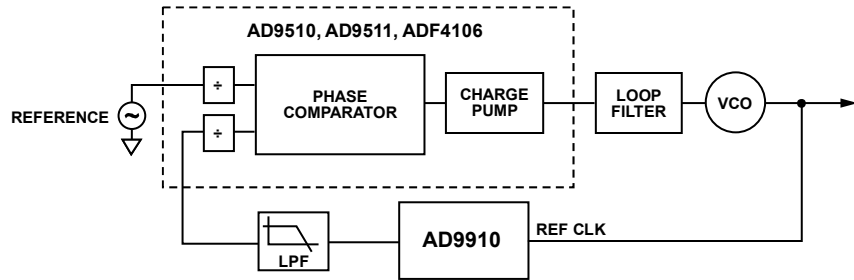 AD9510, AD9511, ADF4106
÷
PHASE
COMPARATOR
CHARGE
PUMP
LOOP
FILTER
VCO
REFERENCE
~
÷
LPF
AD9910
REF CLK